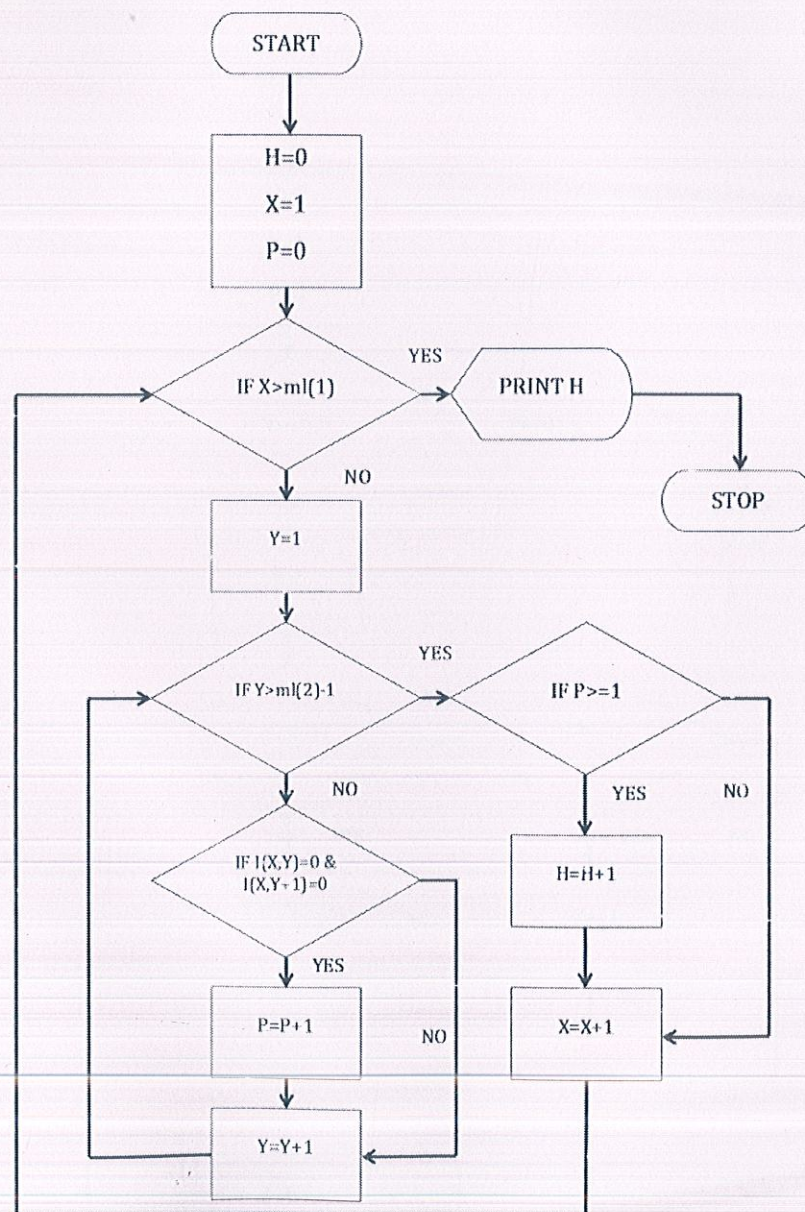 START
H=0
X=1
P=0
IF X>ml(1)
YES
PRINT H
NO
STOP
Y=1
IF Y>ml(2)-1
YES
IF P>=1
NO
YES
NO
IF I(X,Y)=0 &
I(X,Y+1)=0
H=H+1
YES
P=P+1
NO
X=X+1
Y=Y+1